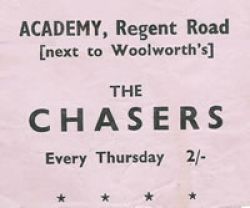 ACADEMY, Regent Road
[next to Woolworth's]
THE
CHASERS
Every Thursday 2/-
★ ★ ★ ★